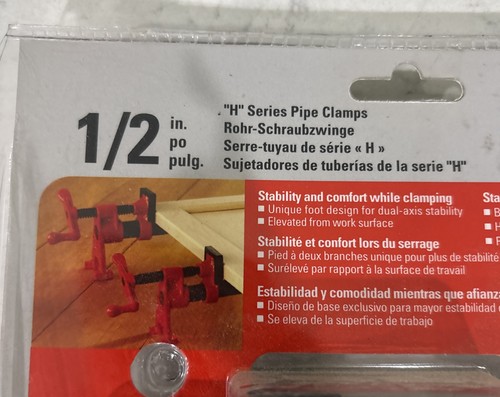 1/2 in.
po
pulg.
"H" Series Pipe Clamps
Rohr-Schraubzwinge
Serre-tuyau de série « H »
Sujetadores de tuberías de la serie "H"
Stability and comfort while clamping
■ Unique foot design for dual-axis stability
■ Elevated from work surface
Stabilité et confort lors du serrage
■ Pied à deux branches unique pour plus de stabilité
■ Surélevé par rapport à la surface de travail
Estabilidad y comodidad mientras que
■ Diseño de base exclusivo para mayor estabilidad
■ Se eleva de la superficie de trabajo